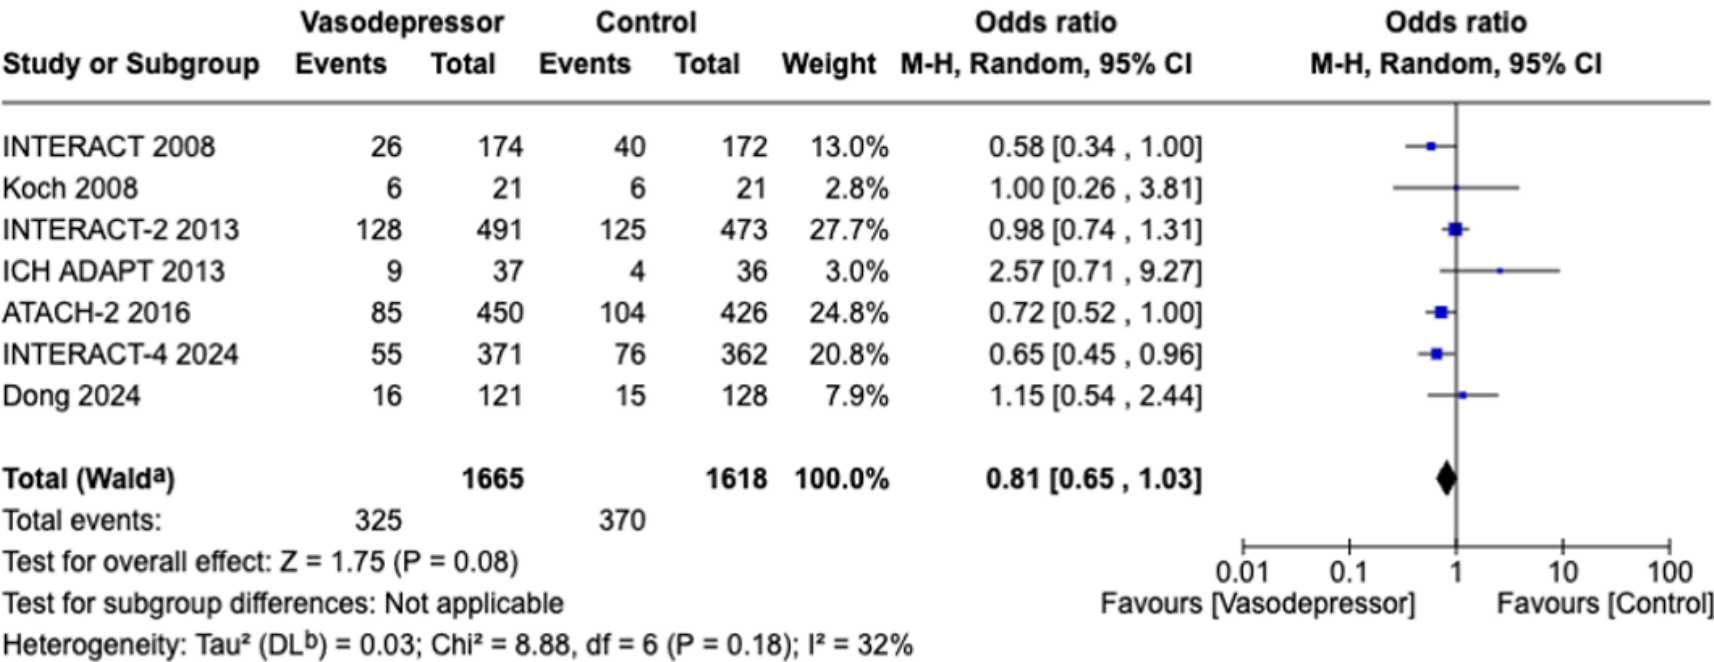 Vasodepressor Control Odds ratio Odds ratio
Study or Subgroup Events Total Events Total Weight M-H, Random, 95% CI M-H, Random, 95% CI
INTERACT 2008 26 174 40 172 13.0% 0.58 [0.34 , 1.00]
Koch 2008 6 21 6 21 2.8% 1.00 [0.26 , 3.81]
INTERACT-2 2013 128 491 125 473 27.7% 0.98 [0.74 , 1.31]
ICH ADAPT 2013 9 37 4 36 3.0% 2.57 [0.71 , 9.27]
ATACH-2 2016 85 450 104 426 24.8% 0.72 [0.52 , 1.00]
INTERACT-4 2024 55 371 76 362 20.8% 0.65 [0.45 , 0.96]
Dong 2024 16 121 15 128 7.9% 1.15 [0.54 , 2.44]
Total (Waldᵃ) 1665 1618 100.0% 0.81 [0.65 , 1.03]
Total events: 325 370
Test for overall effect: Z = 1.75 (P = 0.08)
0.01 0.1 1 10 100
Test for subgroup differences: Not applicable
Favours [Vasodepressor] Favours [Control]
Heterogeneity: Tau² (DLᵇ) = 0.03; Chi² = 8.88, df = 6 (P = 0.18); I² = 32%